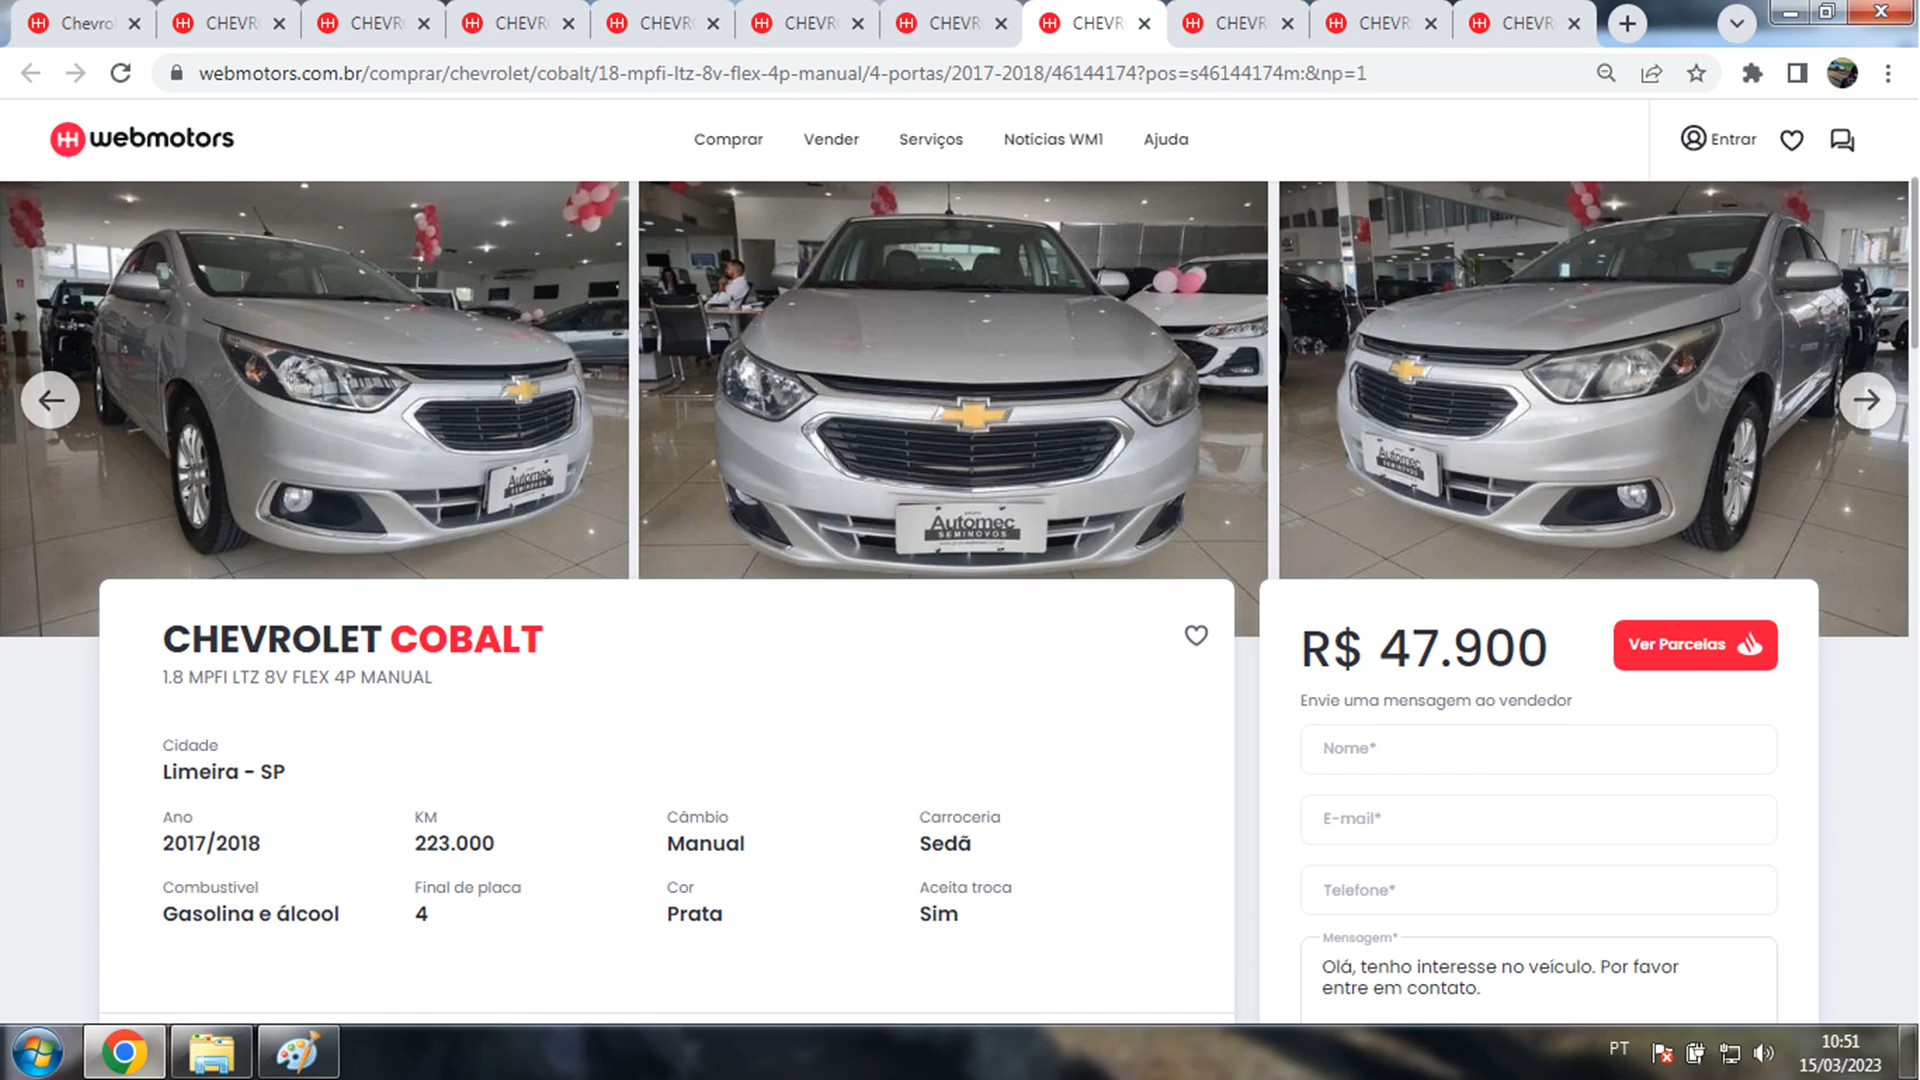 Chevrol
CHEVR
CHEVR
CHEVR
CHEVR
CHEVR
CHEVR
CHEVR
CHEVR
CHEVR
CHEVR
webmotors.com.br/comprar/chevrolet/cobalt/18-mpfi-ltz-8v-flex-4p-manual/4-portas/2017-2018/46144174?pos=s46144174m:&np=1
webmotors
Comprar
Vender
Serviços
Notícias WM1
Ajuda
Entrar
Automec
SEMINOVOS
GRUPO
Automec
SEMINOVOS
Automec
SEMINOVOS
CHEVROLET COBALT
1.8 MPFI LTZ 8V FLEX 4P MANUAL
Cidade
Limeira - SP
Ano
2017/2018
KM
223.000
Câmbio
Manual
Carroceria
Sedã
Combustível
Gasolina e álcool
Final de placa
4
Cor
Prata
Aceita troca
Sim
R$ 47.900
Ver Parcelas
Envie uma mensagem ao vendedor
Nome*
E-mail*
Telefone*
Mensagem*
Olá, tenho interesse no veículo. Por favor
entre em contato.
PT
10:51
15/03/2023